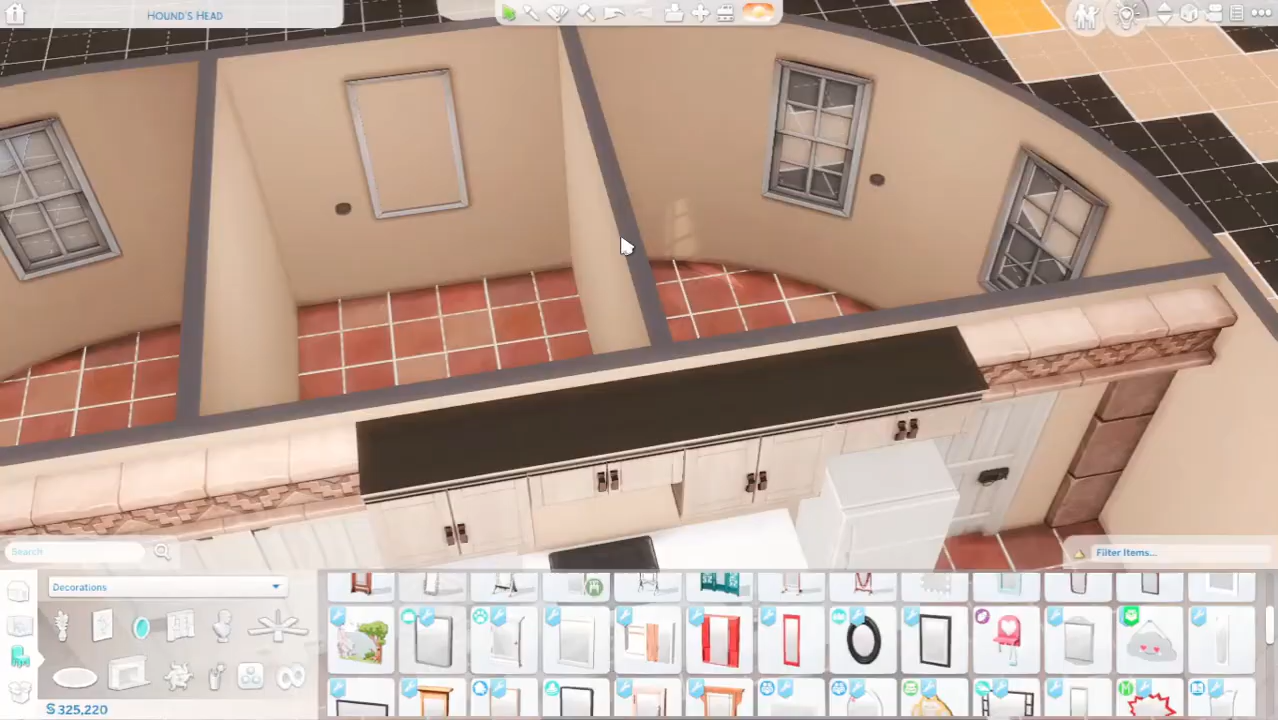 HOUND'S HEAD
Search
Filter Items...
Decorations
§ 325,220